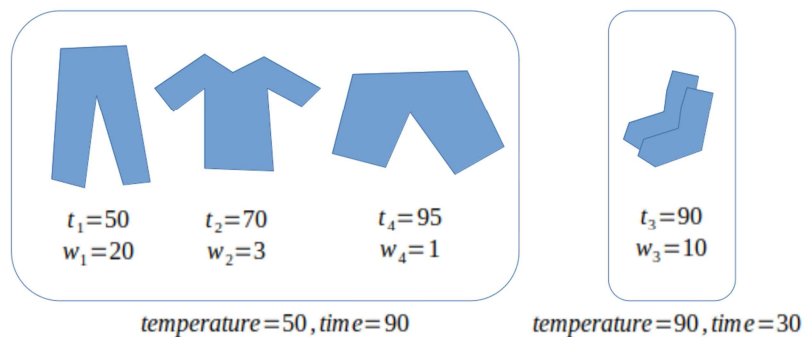 t₁=50
w₁=20
t₂=70
w₂=3
t₄=95
w₄=1
t₃=90
w₃=10
temperature=50, time=90
temperature=90, time=30